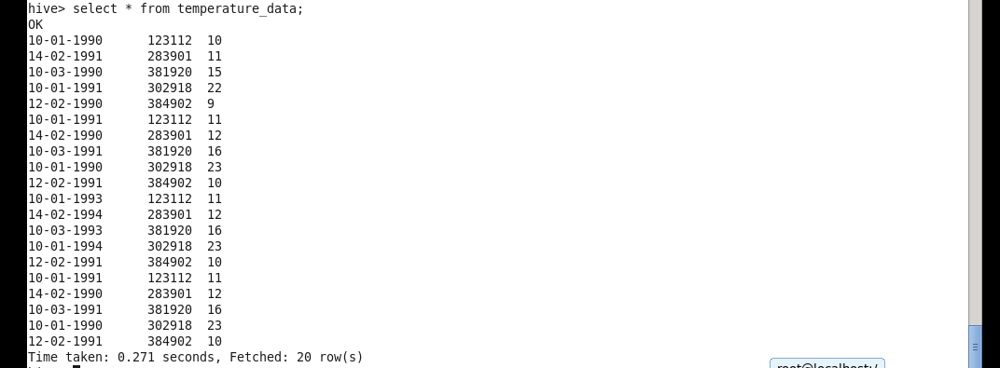 hive> select * from temperature_data;
OK
10-01-1990 123112 10
14-02-1991 283901 11
10-03-1990 381920 15
10-01-1991 302918 22
12-02-1990 384902 9
10-01-1991 123112 11
14-02-1990 283901 12
10-03-1991 381920 16
10-01-1990 302918 23
12-02-1991 384902 10
10-01-1993 123112 11
14-02-1994 283901 12
10-03-1993 381920 16
10-01-1994 302918 23
12-02-1991 384902 10
10-01-1991 123112 11
14-02-1990 283901 12
10-03-1991 381920 16
10-01-1990 302918 23
12-02-1991 384902 10
Time taken: 0.271 seconds, Fetched: 20 row(s)
root@localhost:/